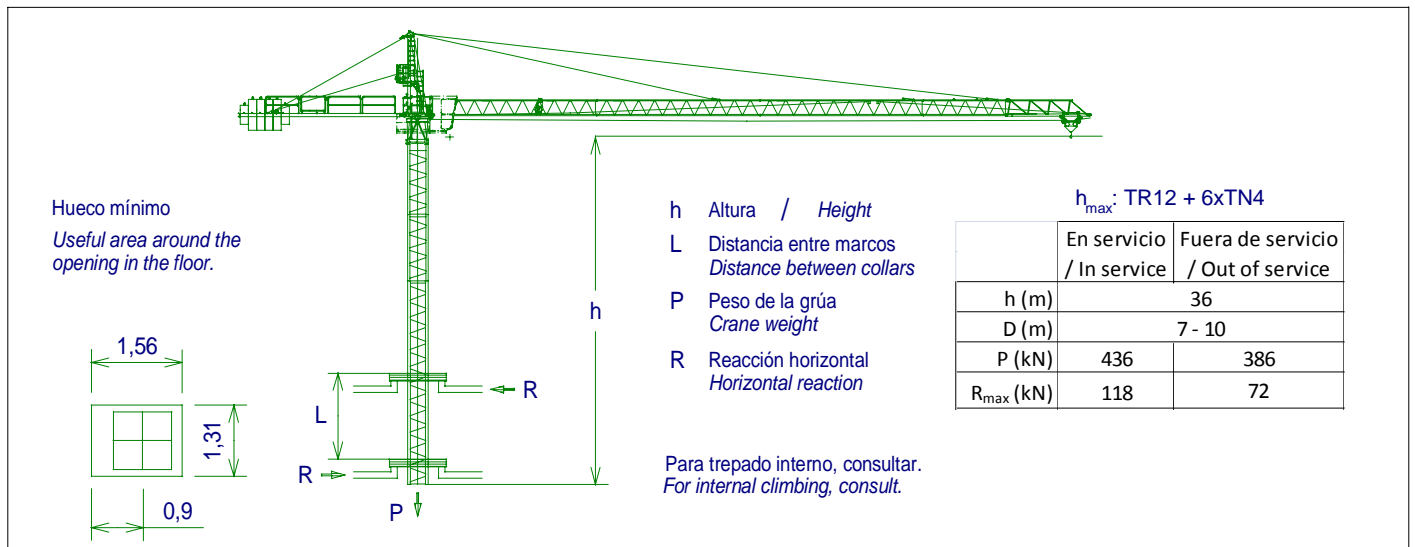 Hueco mínimo
Useful area around the
opening in the floor.
1,56
1,31
0,9
L
R
R
P
h
h Altura / Height
L Distancia entre marcos
Distance between collars
P Peso de la grúa
Crane weight
R Reacción horizontal
Horizontal reaction
Para trepado interno, consultar.
For internal climbing, consult.
hmax: TR12 + 6xTN4
En servicio Fuera de servicio
/ In service / Out of service
h (m) 36
D (m) 7 - 10
P (kN) 436 386
Rmax (kN) 118 72